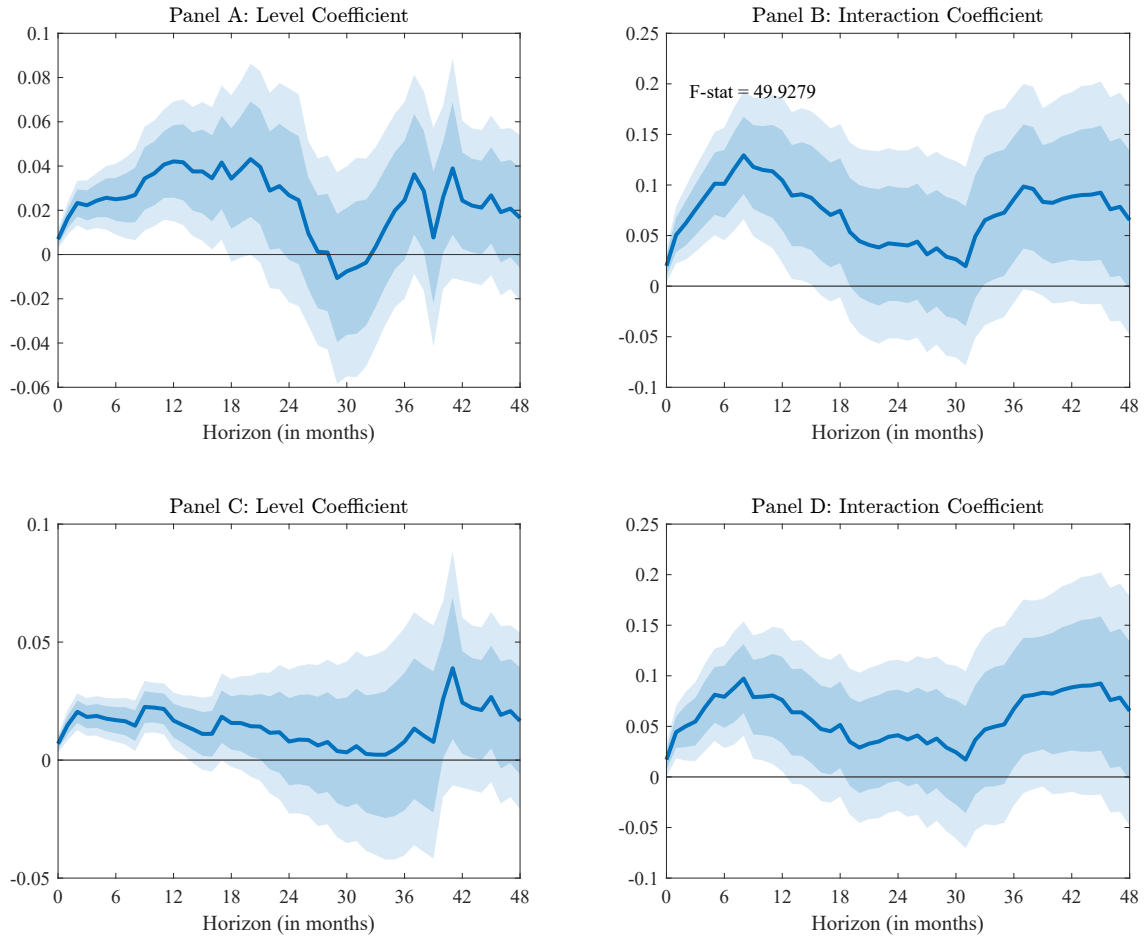 Panel A: Level Coefficient
0.1
0.08
0.06
0.04
0.02
0
-0.02
-0.04
-0.06
0 6 12 18 24 30 36 42 48
Horizon (in months)
Panel B: Interaction Coefficient
0.25
0.2
F-stat = 49.9279
0.15
0.1
0.05
0
-0.05
-0.1
0 6 12 18 24 30 36 42 48
Horizon (in months)
Panel C: Level Coefficient
0.1
0.05
0
-0.05
0 6 12 18 24 30 36 42 48
Horizon (in months)
Panel D: Interaction Coefficient
0.25
0.2
0.15
0.1
0.05
0
-0.05
-0.1
0 6 12 18 24 30 36 42 48
Horizon (in months)